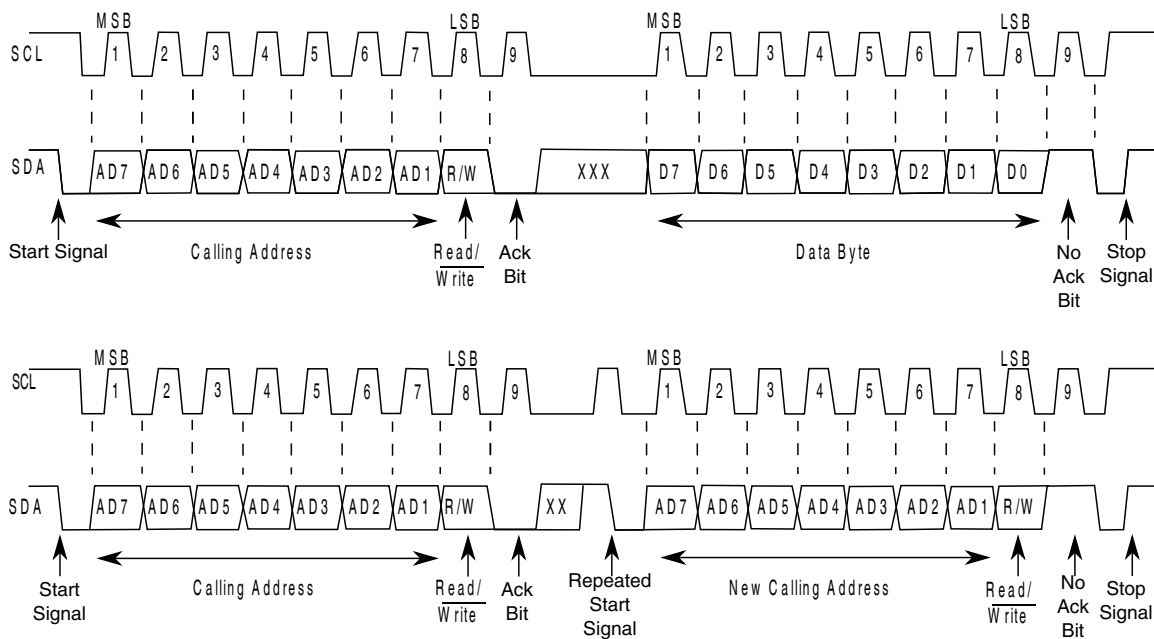 MSB LSB MSB LSB
SCL 1 2 3 4 5 6 7 8 9 1 2 3 4 5 6 7 8 9
SDA AD7 AD6 AD5 AD4 AD3 AD2 AD1 R/W XXX D7 D6 D5 D4 D3 D2 D1 D0
Start Signal Calling Address Read/ Ack Data Byte No Stop
Write Bit Ack Signal
Bit
MSB LSB MSB LSB
SCL 1 2 3 4 5 6 7 8 9 1 2 3 4 5 6 7 8 9
SDA AD7 AD6 AD5 AD4 AD3 AD2 AD1 R/W XX AD7 AD6 AD5 AD4 AD3 AD2 AD1 R/W
Start Calling Address Read/ Ack Repeated New Calling Address Read/ No Stop
Signal Write Bit Start Write Ack Signal
Signal Bit